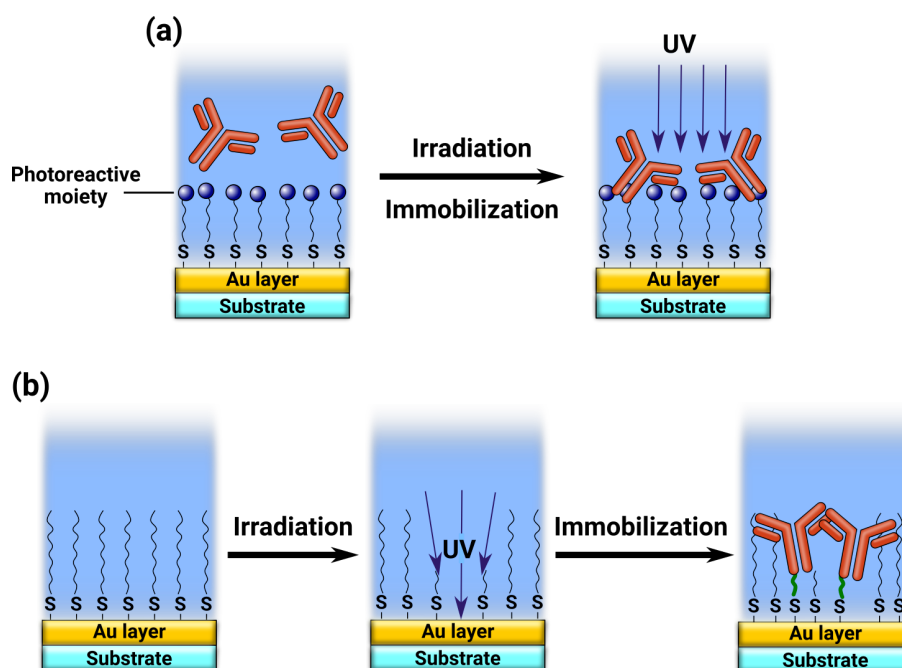 (a)
UV
Photoreactive
moiety
Irradiation
Immobilization
S S S S S S S
Au layer
Substrate
S S S S S S S
Au layer
Substrate
(b)
Irradiation
UV
Immobilization
S S S S S S S
Au layer
Substrate
S S S S S S
Au layer
Substrate
S S S S S S S
Au layer
Substrate